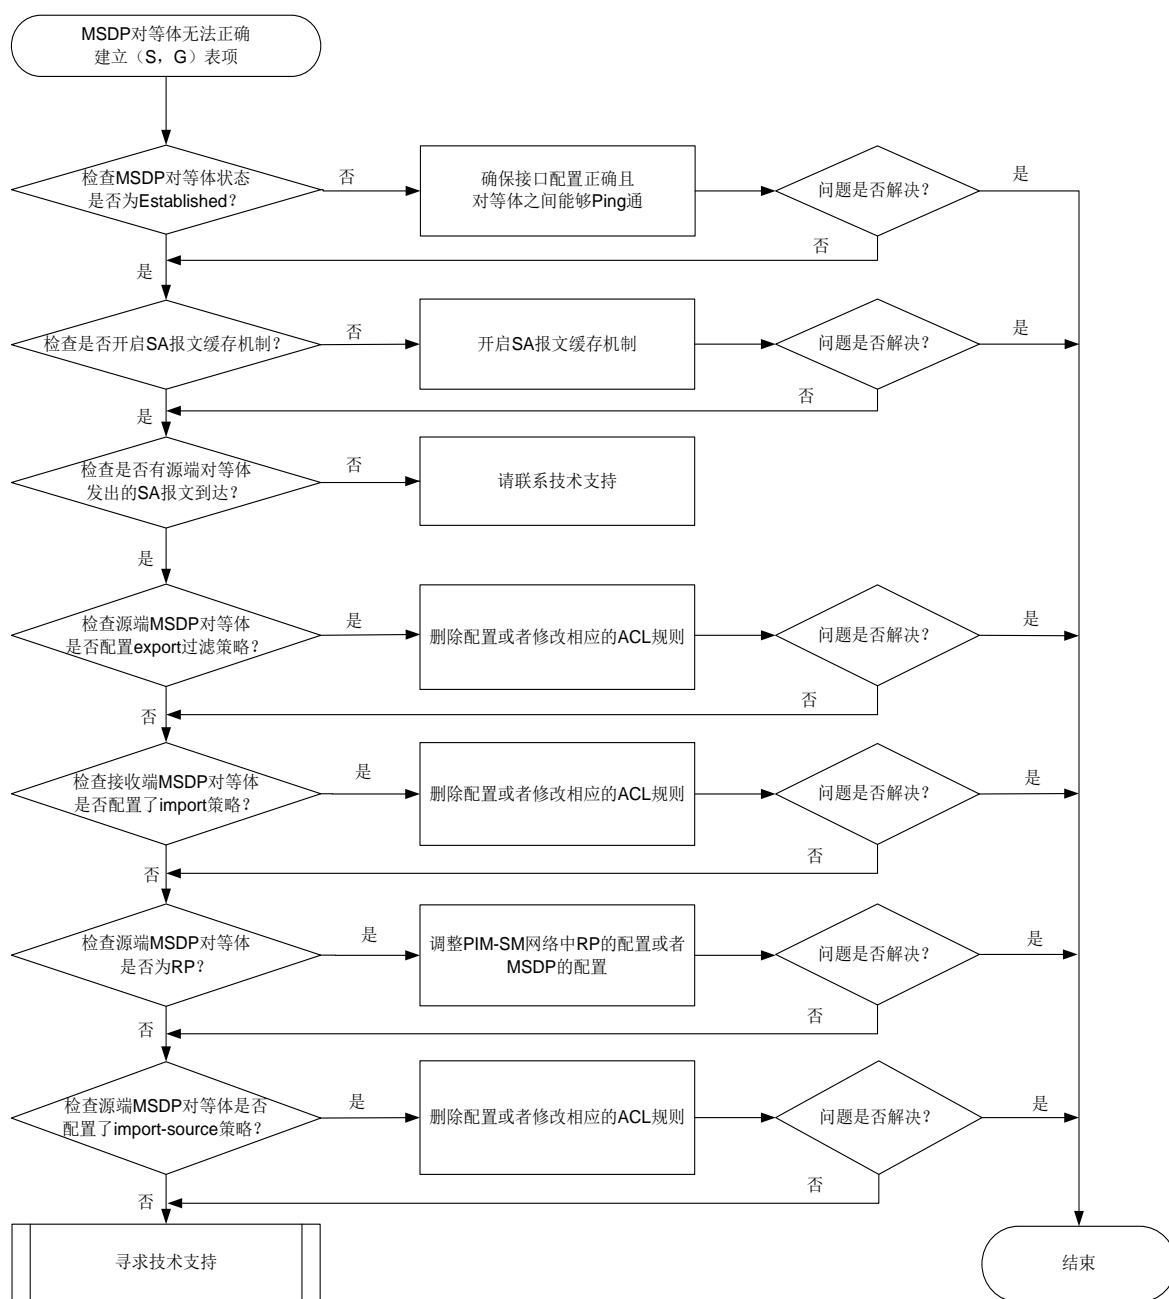 MSDP对等体无法正确
建立（S，G）表项
检查MSDP对等体状态
是否为Established？
否
确保接口配置正确且
对等体之间能够Ping通
问题是否解决？
是
否
是
检查是否开启SA报文缓存机制？
否
开启SA报文缓存机制
问题是否解决？
是
否
是
检查是否有源端对等体
发出的SA报文到达？
否
请联系技术支持
是
检查源端MSDP对等体
是否配置export过滤策略？
是
删除配置或者修改相应的ACL规则
问题是否解决？
是
否
否
检查接收端MSDP对等体
是否配置了import策略？
是
删除配置或者修改相应的ACL规则
问题是否解决？
是
否
否
检查源端MSDP对等体
是否为RP？
是
调整PIM-SM网络中RP的配置或者
MSDP的配置
问题是否解决？
是
否
否
检查源端MSDP对等体是否
配置了import-source策略？
是
删除配置或者修改相应的ACL规则
问题是否解决？
是
否
否
寻求技术支持
结束